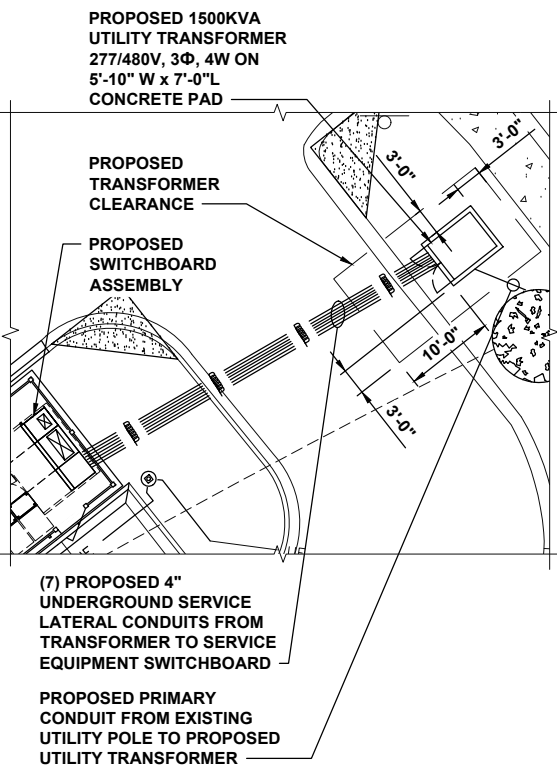 PROPOSED 1500KVA
UTILITY TRANSFORMER
277/480V, 3Φ, 4W ON
5'-10" W x 7'-0"L
CONCRETE PAD
PROPOSED
TRANSFORMER
CLEARANCE
PROPOSED
SWITCHBOARD
ASSEMBLY
3'-0"
3'-0"
10'-0"
3'-0"
(7) PROPOSED 4"
UNDERGROUND SERVICE
LATERAL CONDUITS FROM
TRANSFORMER TO SERVICE
EQUIPMENT SWITCHBOARD
PROPOSED PRIMARY
CONDUIT FROM EXISTING
UTILITY POLE TO PROPOSED
UTILITY TRANSFORMER